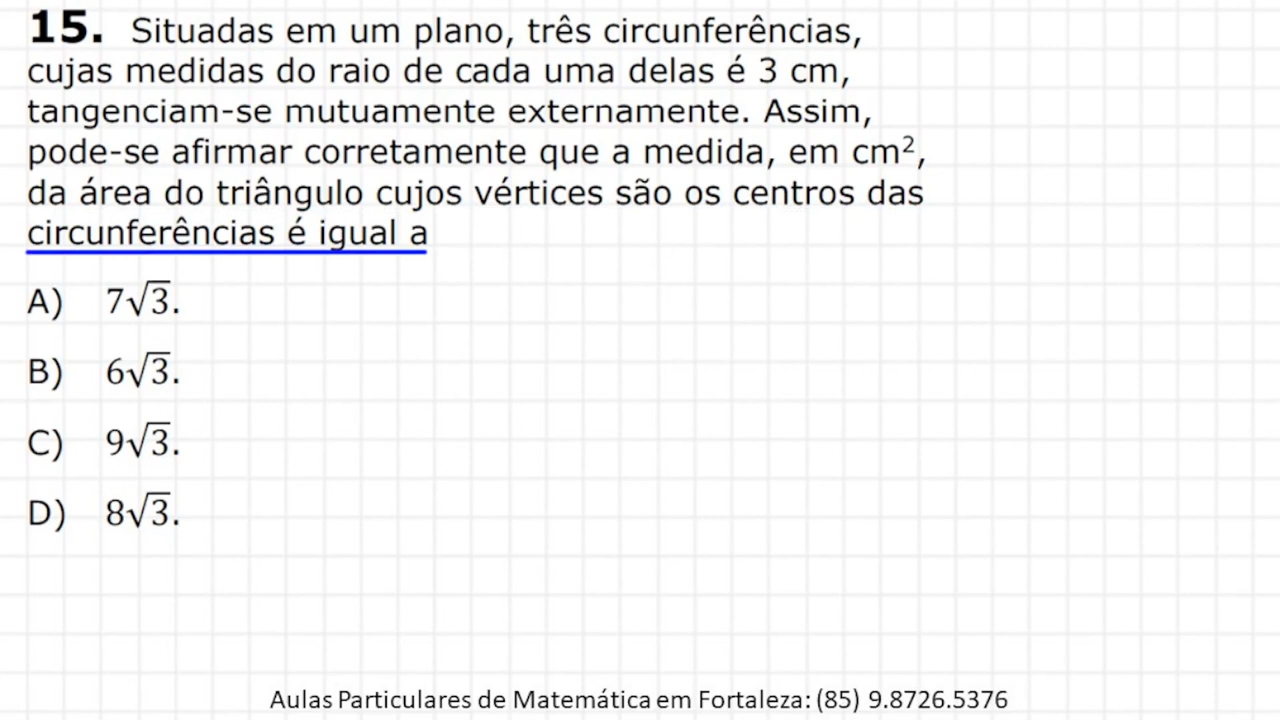 15. Situadas em um plano, três circunferências,
cujas medidas do raio de cada uma delas é 3 cm,
tangenciam-se mutuamente externamente. Assim,
pode-se afirmar corretamente que a medida, em cm²,
da área do triângulo cujos vértices são os centros das
circunferências é igual a
A) 7√3.
B) 6√3.
C) 9√3.
D) 8√3.
Aulas Particulares de Matemática em Fortaleza: (85) 9.8726.5376